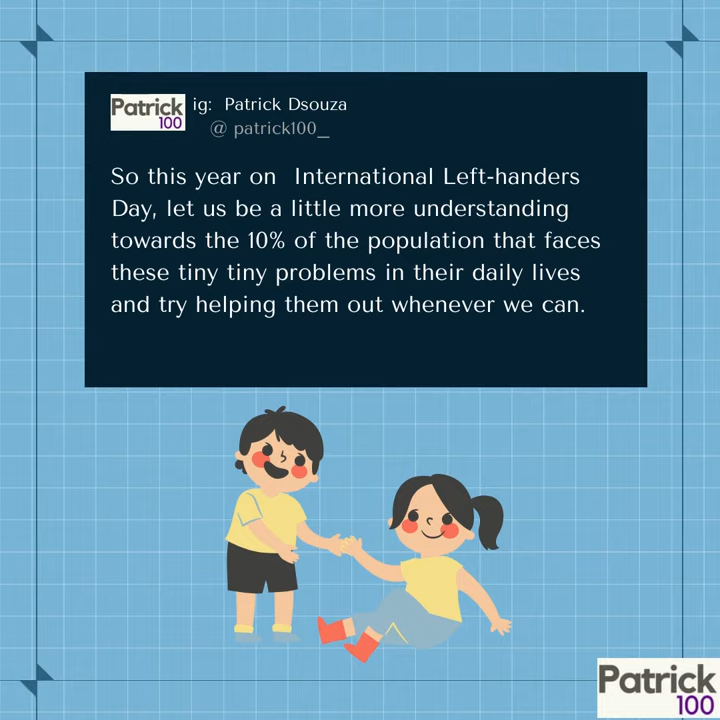 Patrick
100
ig: Patrick Dsouza
@ patrick100_
So this year on International Left-handers
Day, let us be a little more understanding
towards the 10% of the population that faces
these tiny tiny problems in their daily lives
and try helping them out whenever we can.
Patrick
100